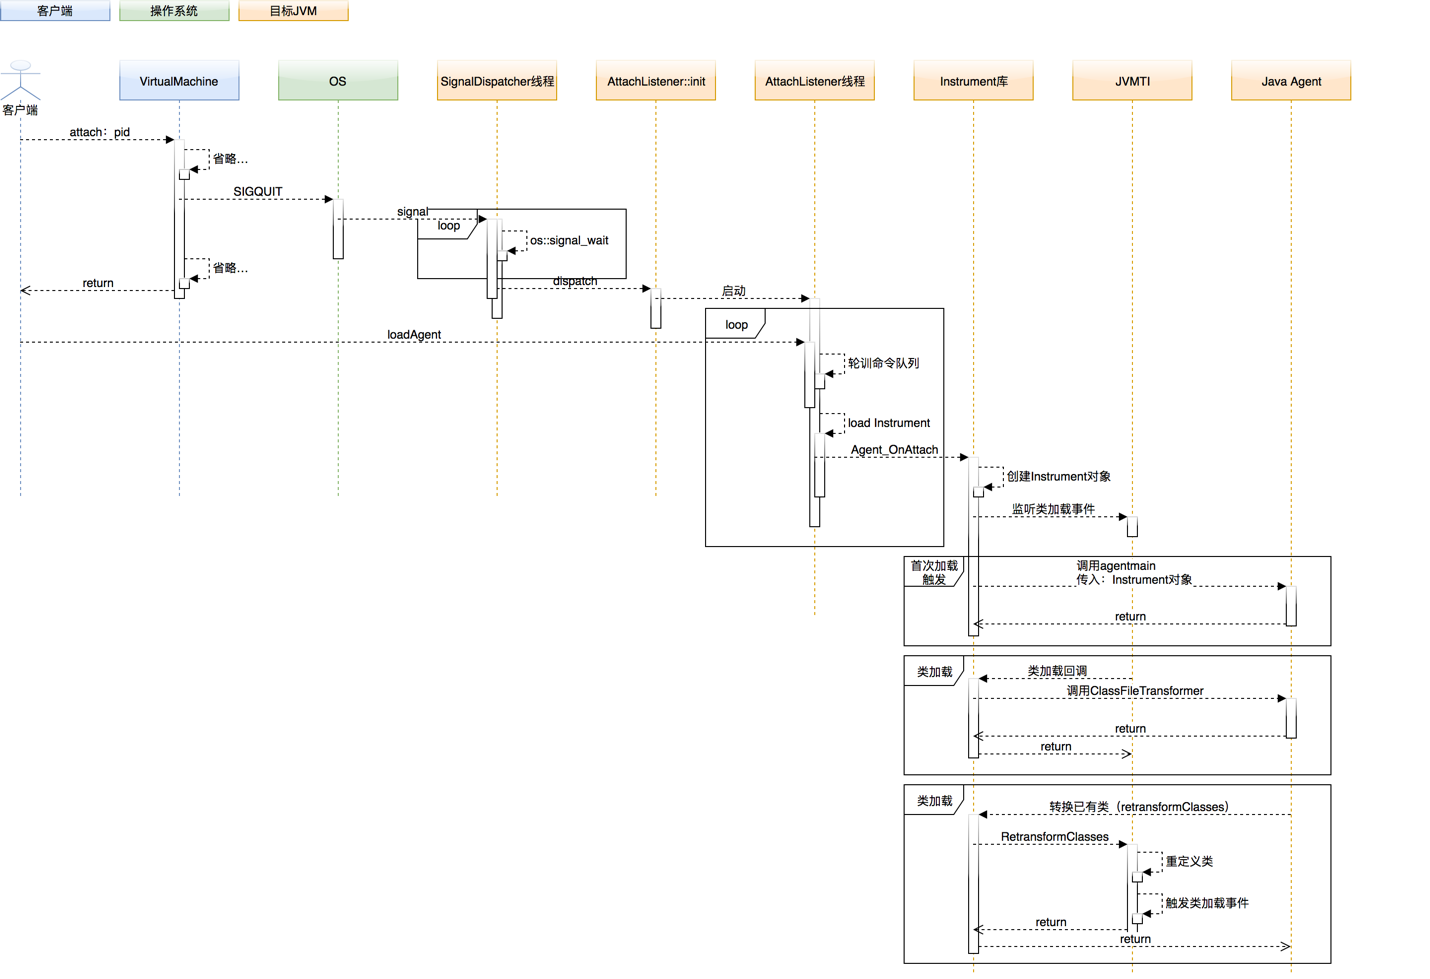 客户端
操作系统
目标JVM
客户端
VirtualMachine
OS
SignalDispatcher线程
AttachListener::init
AttachListener线程
Instrument库
JVMTI
Java Agent
attach：pid
省略...
SIGQUIT
signal
loop
os::signal_wait
省略...
return
dispatch
启动
loop
loadAgent
轮训命令队列
load Instrument
Agent_OnAttach
创建Instrument对象
监听类加载事件
首次加载
触发
调用agentmain
传入：Instrument对象
return
类加载
类加载回调
调用ClassFileTransformer
return
return
类加载
转换已有类（retransformClasses）
RetransformClasses
重定义类
触发类加载事件
return
return